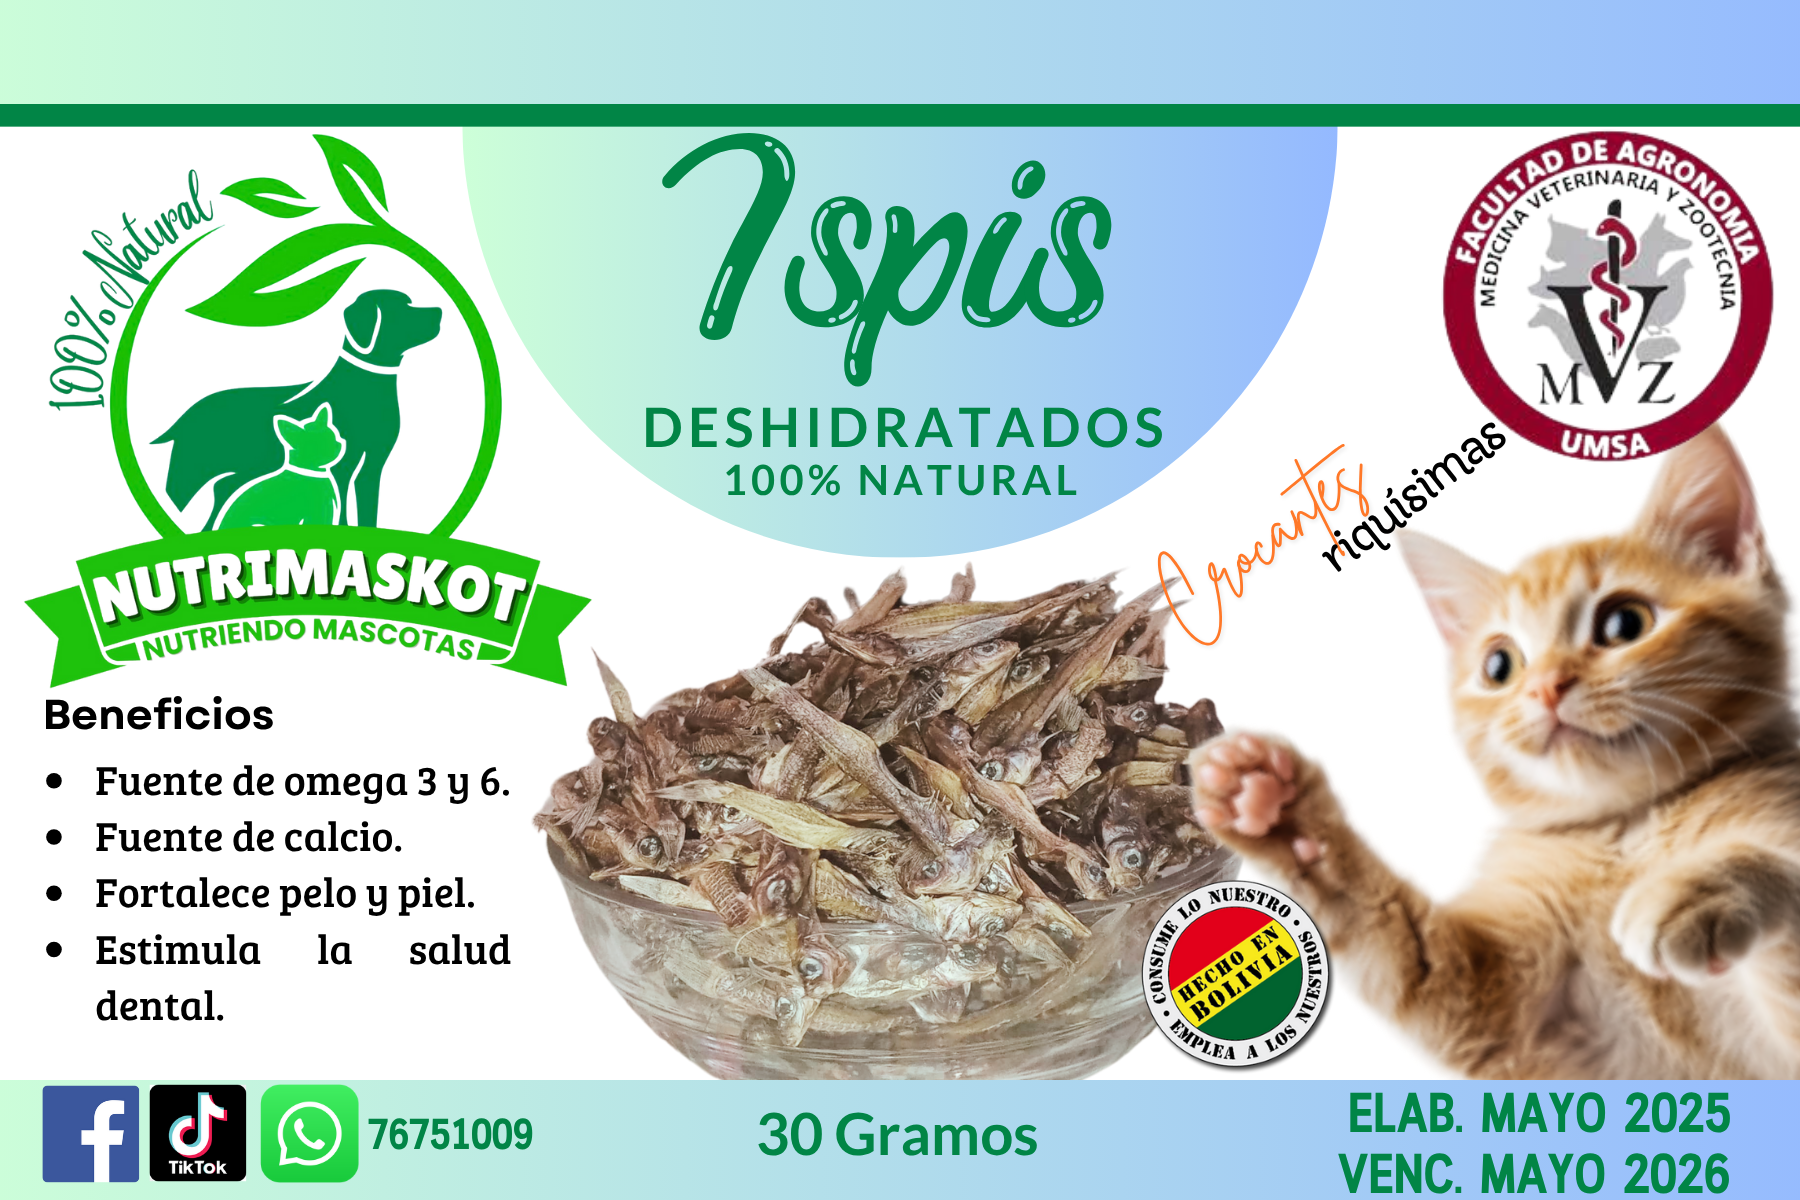 100% Natural
NUTRIMASKOT
NUTRIENDO MASCOTAS
Ispis
DESHIDRATADOS
100% NATURAL
FACULTAD DE AGRONOMIA
MEDICINA VETERINARIA Y ZOOTECNIA
MVZ
UMSA
Crocantes
riquísimas
Beneficios
• Fuente de omega 3 y 6.
• Fuente de calcio.
• Fortalece pelo y piel.
• Estimula la salud
dental.
CONSUME LO NUESTRO •
HECHO EN
BOLIVIA
• EMPLEA A LOS NUESTROS
TikTok
76751009
30 Gramos
ELAB. MAYO 2025
VENC. MAYO 2026